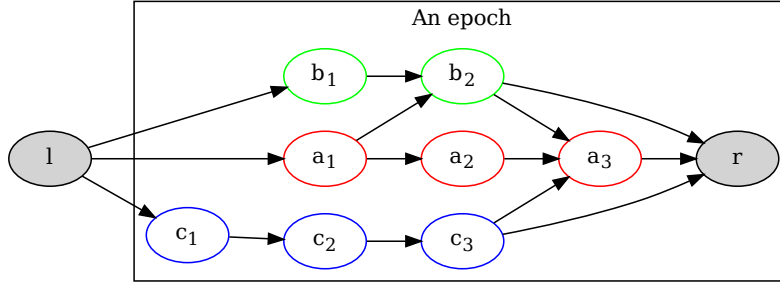 An epoch
b₁ b₂
l a₁ a₂ a₃ r
c₁ c₂ c₃